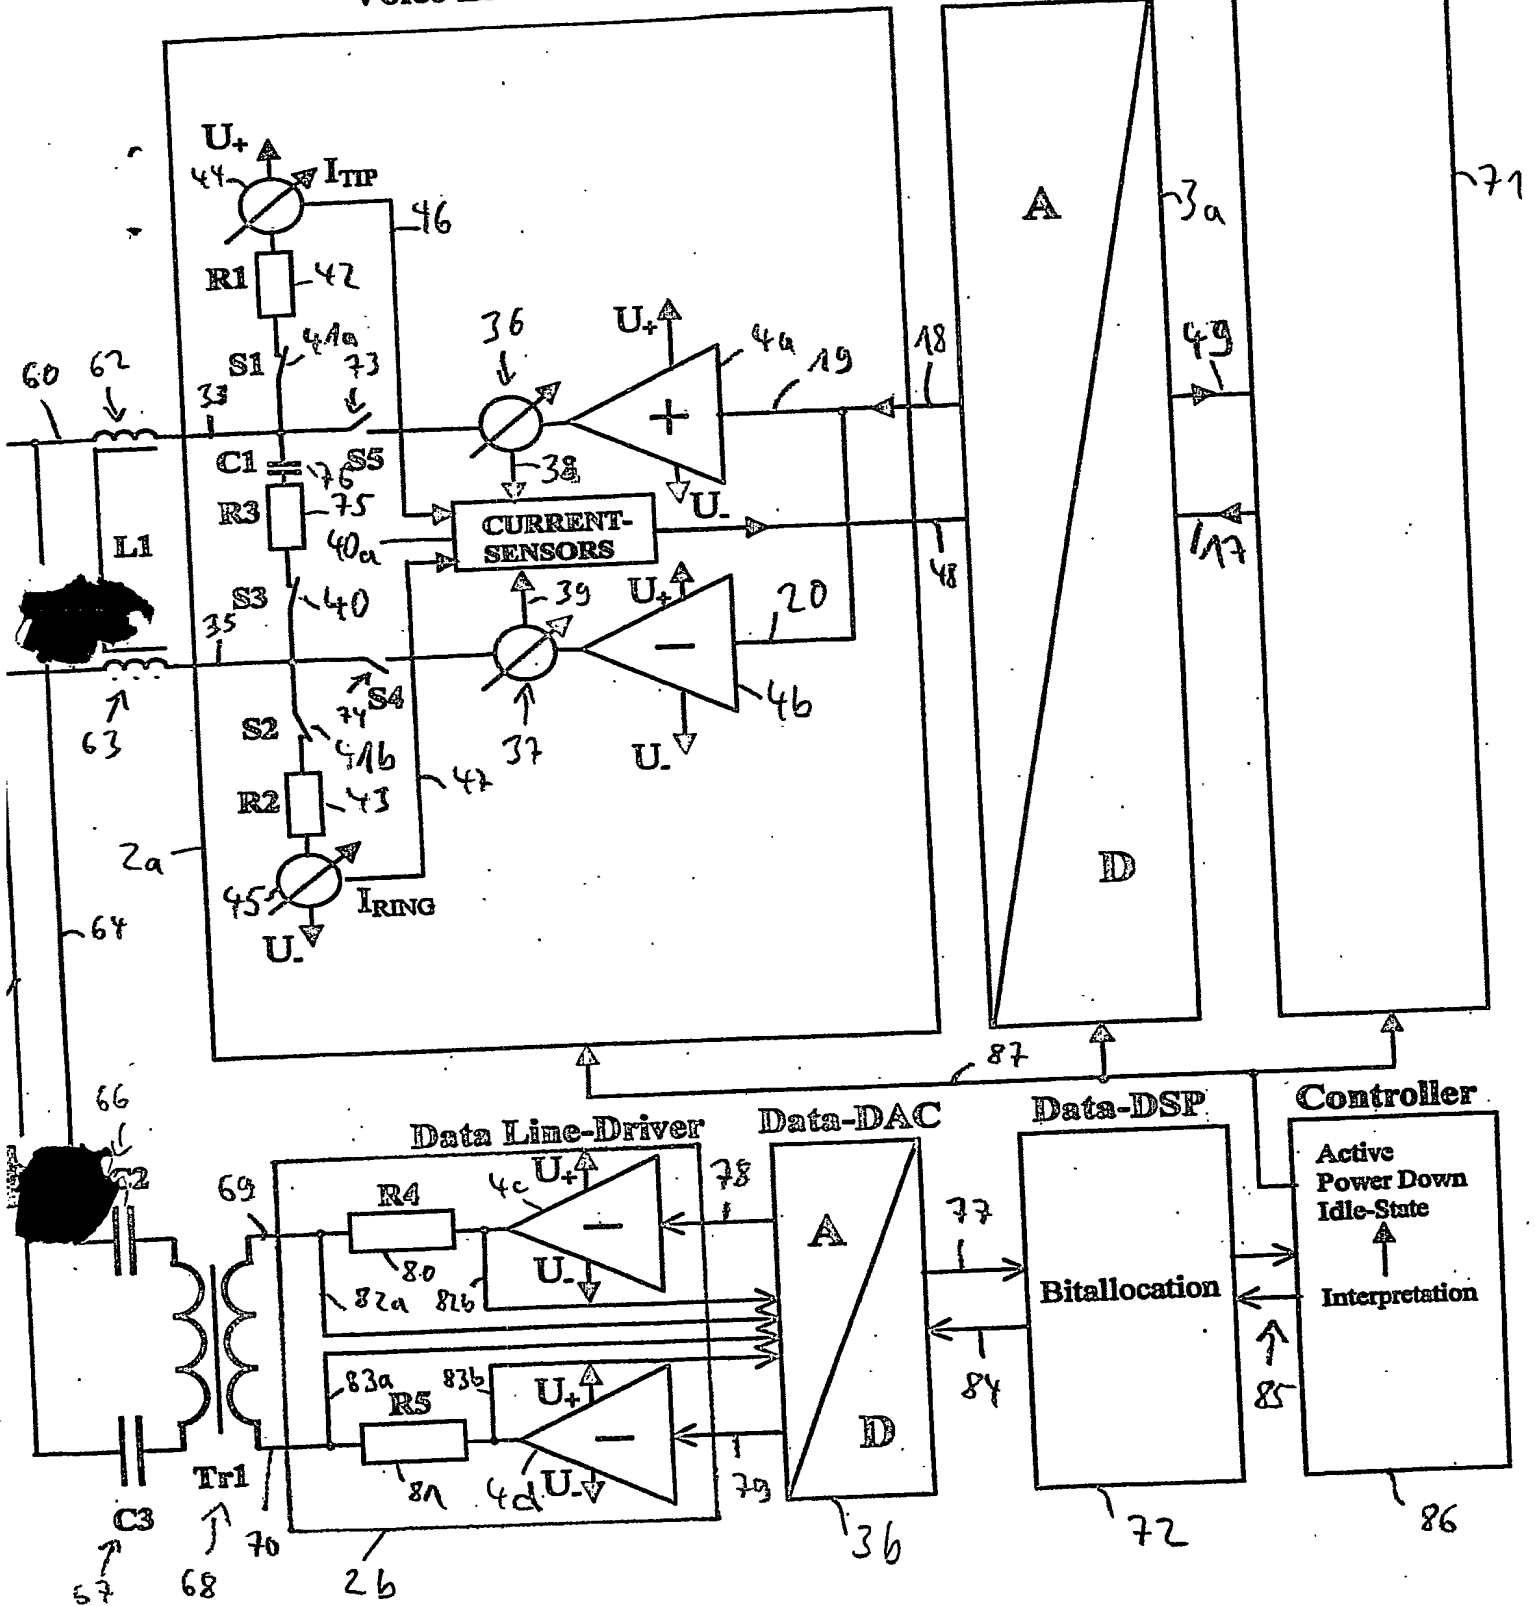 U+
44
I_TIP
46
R1
42
A
3a
71
36
U+
4a
19
18
49
60
62
33
S1
41a
73
+
C1
76
S5
38
U-
R3
75
CURRENT-
SENSORS
40a
L1
48
17
S3
40
39
U+
20
35
–
74
S4
4b
S2
41b
63
37
U-
R2
43
47
2a
D
45
I_RING
U-
64
87
66
Data Line-Driver
Data-DAC
Data-DSP
Controller
69
R4
4c
U+
78
Active
Power Down
Idle-State
–
A
77
80
U-
82a
82b
Bitallocation
Interpretation
83a
83b
R5
U+
84
85
–
D
81
4d
U-
79
Tr1
C3
67
68
70
2b
3b
72
86